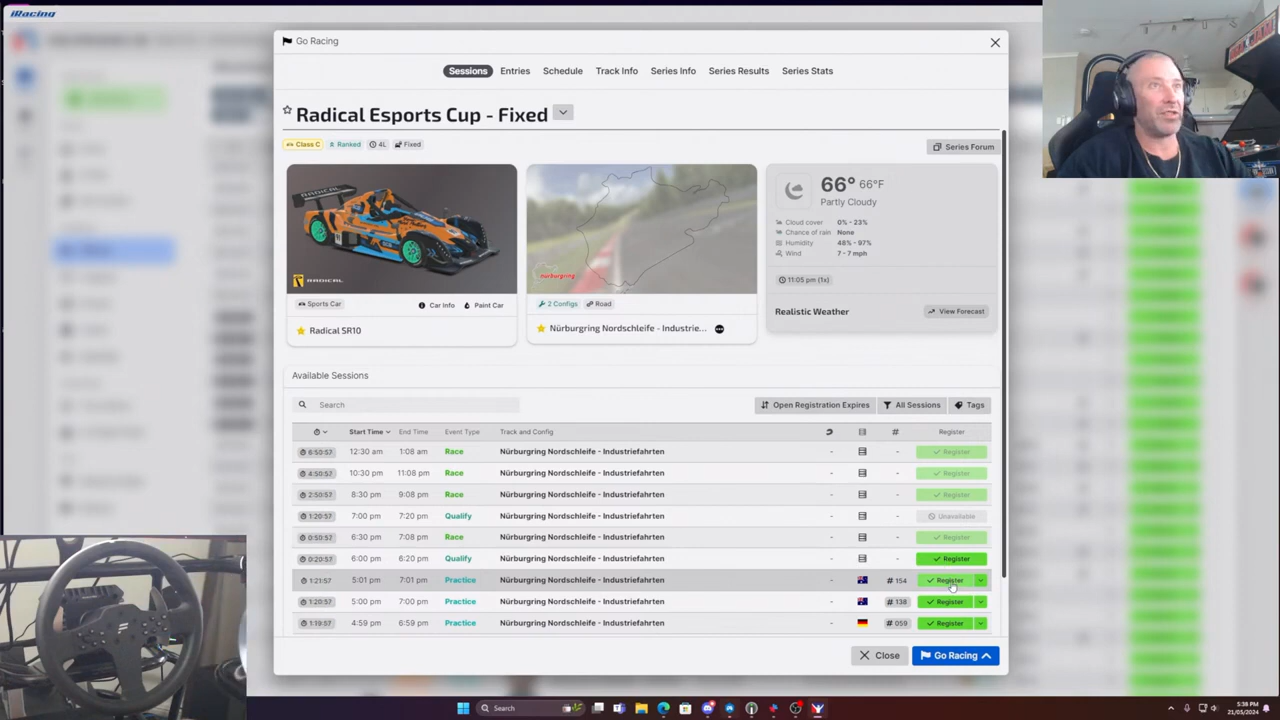 iRacing
Go Racing
Sessions Entries Schedule Track Info Series Info Series Results Series Stats
Radical Esports Cup - Fixed
Class C Ranked 4L Fixed
Series Forum
RADICAL
Sports Car Car Info Paint Car
Radical SR10
nürburgring
2 Configs Road
Nürburgring Nordschleife - Industrie...
66° 66°F
Partly Cloudy
Cloud cover 0% - 23%
Chance of rain None
Humidity 48% - 97%
Wind 7 - 7 mph
11:05 pm (1x)
Realistic Weather View Forecast
Available Sessions
Search Open Registration Expires All Sessions Tags
Start Time End Time Event Type Track and Config # Register
6:50:57 12:30 am 1:08 am Race Nürburgring Nordschleife - Industriefahrten - - Register
4:50:57 10:30 pm 11:08 pm Race Nürburgring Nordschleife - Industriefahrten - - Register
2:50:57 8:30 pm 9:08 pm Race Nürburgring Nordschleife - Industriefahrten - - Register
1:20:57 7:00 pm 7:20 pm Qualify Nürburgring Nordschleife - Industriefahrten - - Unavailable
0:50:57 6:30 pm 7:08 pm Race Nürburgring Nordschleife - Industriefahrten - - Register
0:20:57 6:00 pm 6:20 pm Qualify Nürburgring Nordschleife - Industriefahrten - - Register
1:21:57 5:01 pm 7:01 pm Practice Nürburgring Nordschleife - Industriefahrten - # 154 Register
1:20:57 5:00 pm 7:00 pm Practice Nürburgring Nordschleife - Industriefahrten - # 138 Register
1:19:57 4:59 pm 6:59 pm Practice Nürburgring Nordschleife - Industriefahrten - # 059 Register
Close Go Racing
Search
5:38 PM
21/05/2024